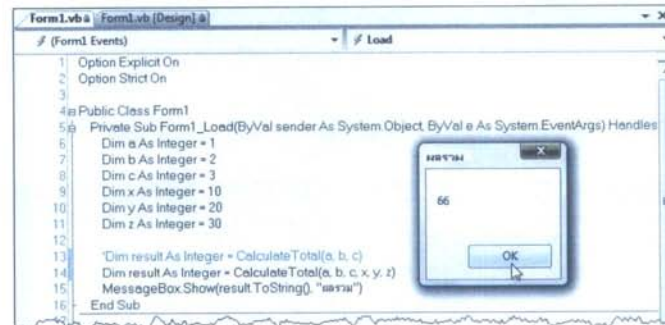 Form1.vb Form1.vb [Design]
(Form1 Events) Load
1 Option Explicit On
2 Option Strict On
3
4 Public Class Form1
5 Private Sub Form1_Load(ByVal sender As System.Object, ByVal e As System.EventArgs) Handles
6 Dim a As Integer = 1
7 Dim b As Integer = 2
8 Dim c As Integer = 3
9 Dim x As Integer = 10
10 Dim y As Integer = 20
11 Dim z As Integer = 30
12
13 'Dim result As Integer = CalculateTotal(a, b, c)
14 Dim result As Integer = CalculateTotal(a, b, c, x, y, z)
15 MessageBox.Show(result.ToString(), "ผลรวม")
16 End Sub
ผลรวม
66
OK